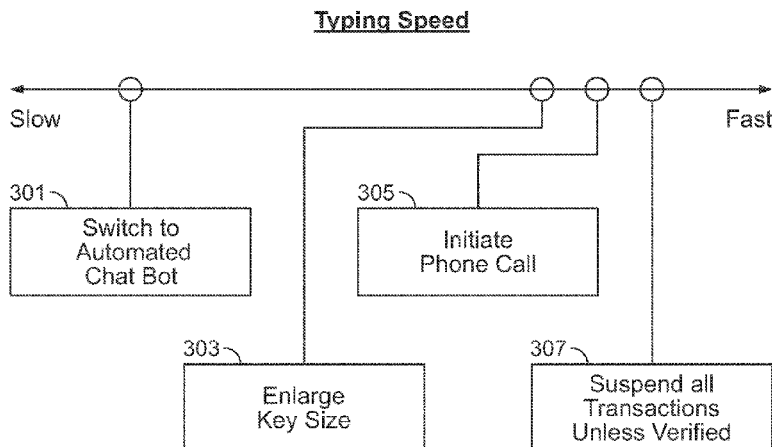 Typing Speed
Slow
Fast
301
Switch to
Automated
Chat Bot
305
Initiate
Phone Call
303
Enlarge
Key Size
307
Suspend all
Transactions
Unless Verified